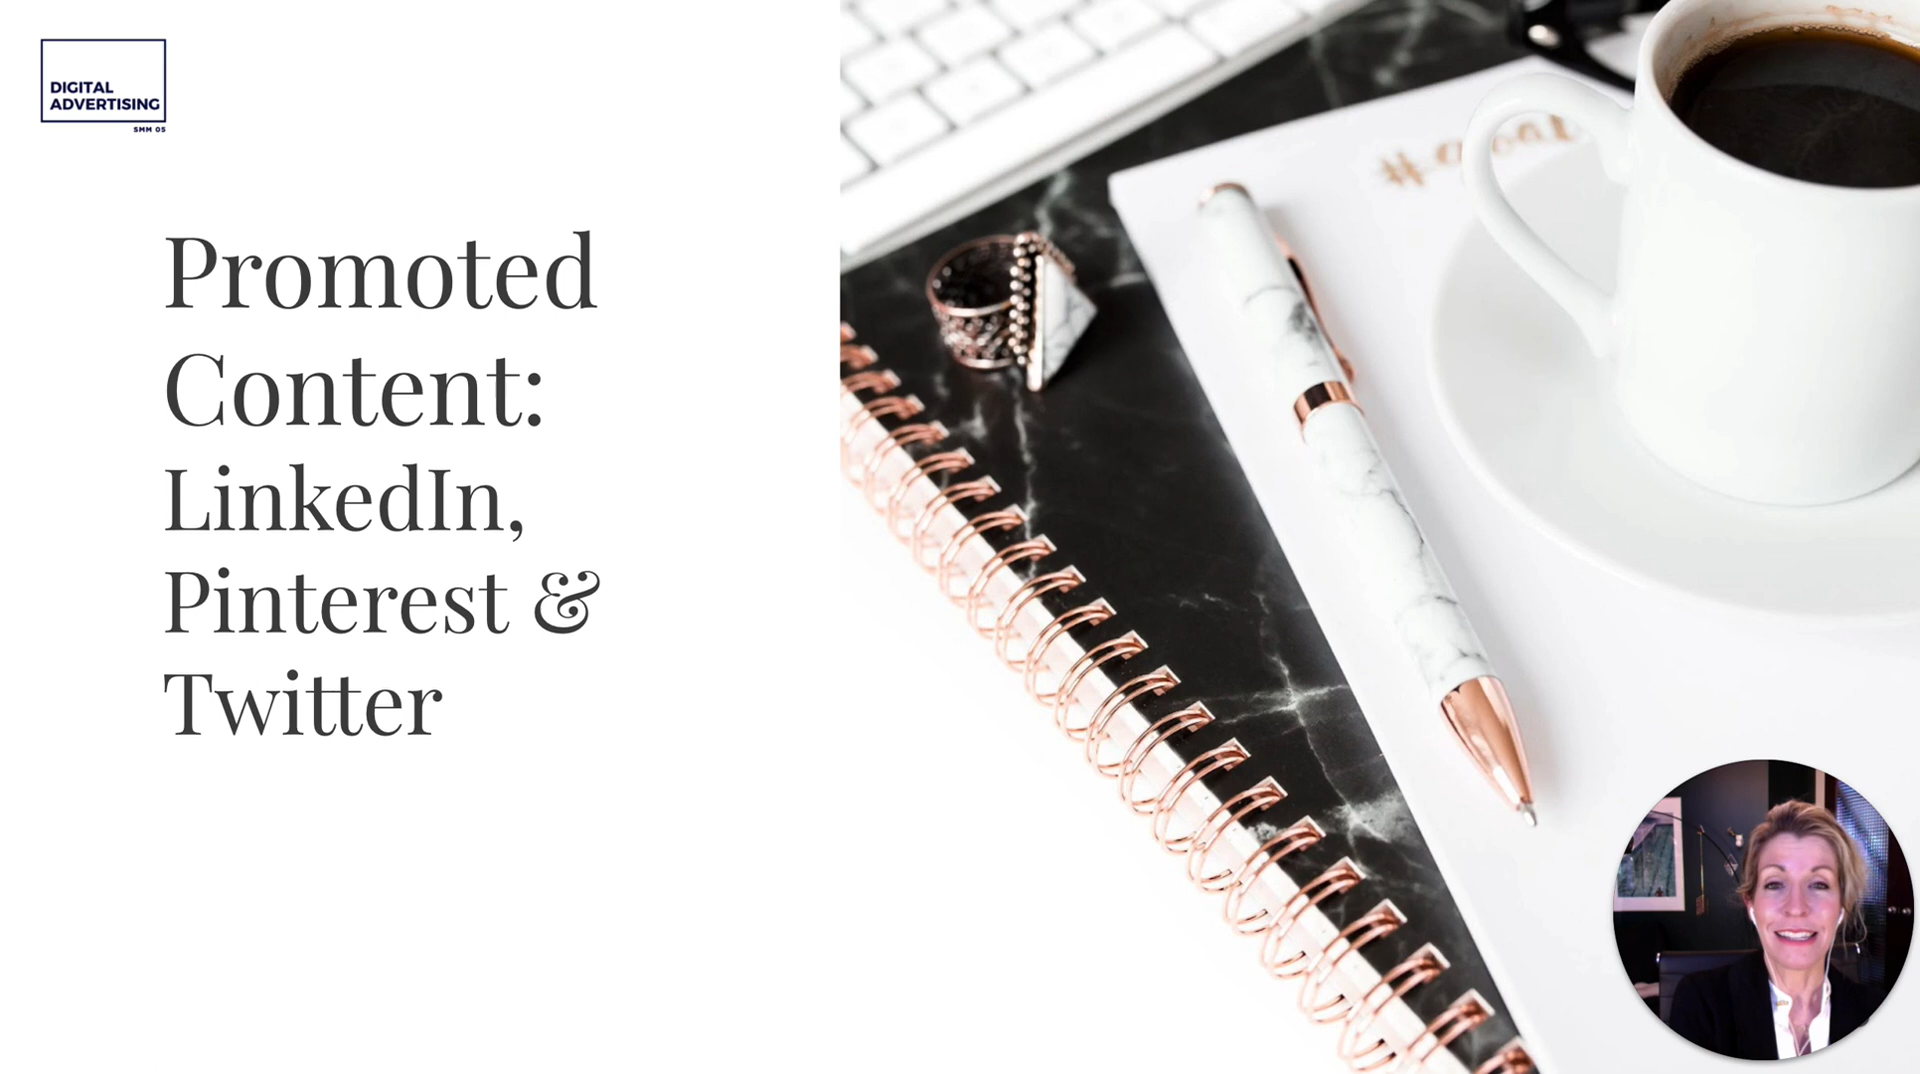 DIGITAL
ADVERTISING
SMM 05
Promoted
Content:
LinkedIn,
Pinterest &
Twitter